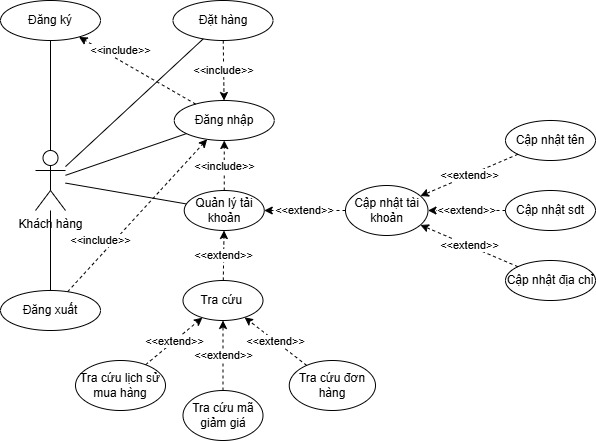 Đăng ký
Đặt hàng
<<include>>
<<include>>
Đăng nhập
Cập nhật tên
<<include>>
<<extend>>
Khách hàng
Quản lý tải
khoản
<<extend>>
Cập nhật tài
khoản
<<extend>>
Cập nhật sdt
<<include>>
<<extend>>
<<extend>>
Cập nhật địa chỉ
Đăng xuất
Tra cứu
<<extend>>
<<extend>>
<<extend>>
Tra cứu lịch sử
mua hàng
Tra cứu đơn
hàng
Tra cứu mã
giảm giá